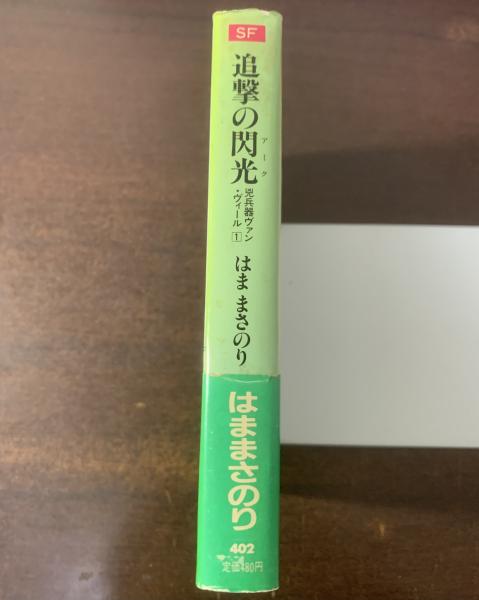 SF
追撃の閃光
アーク
兇兵器ヴァン
・ヴィール 1
はままさのり
はままさのり
402
定価480円